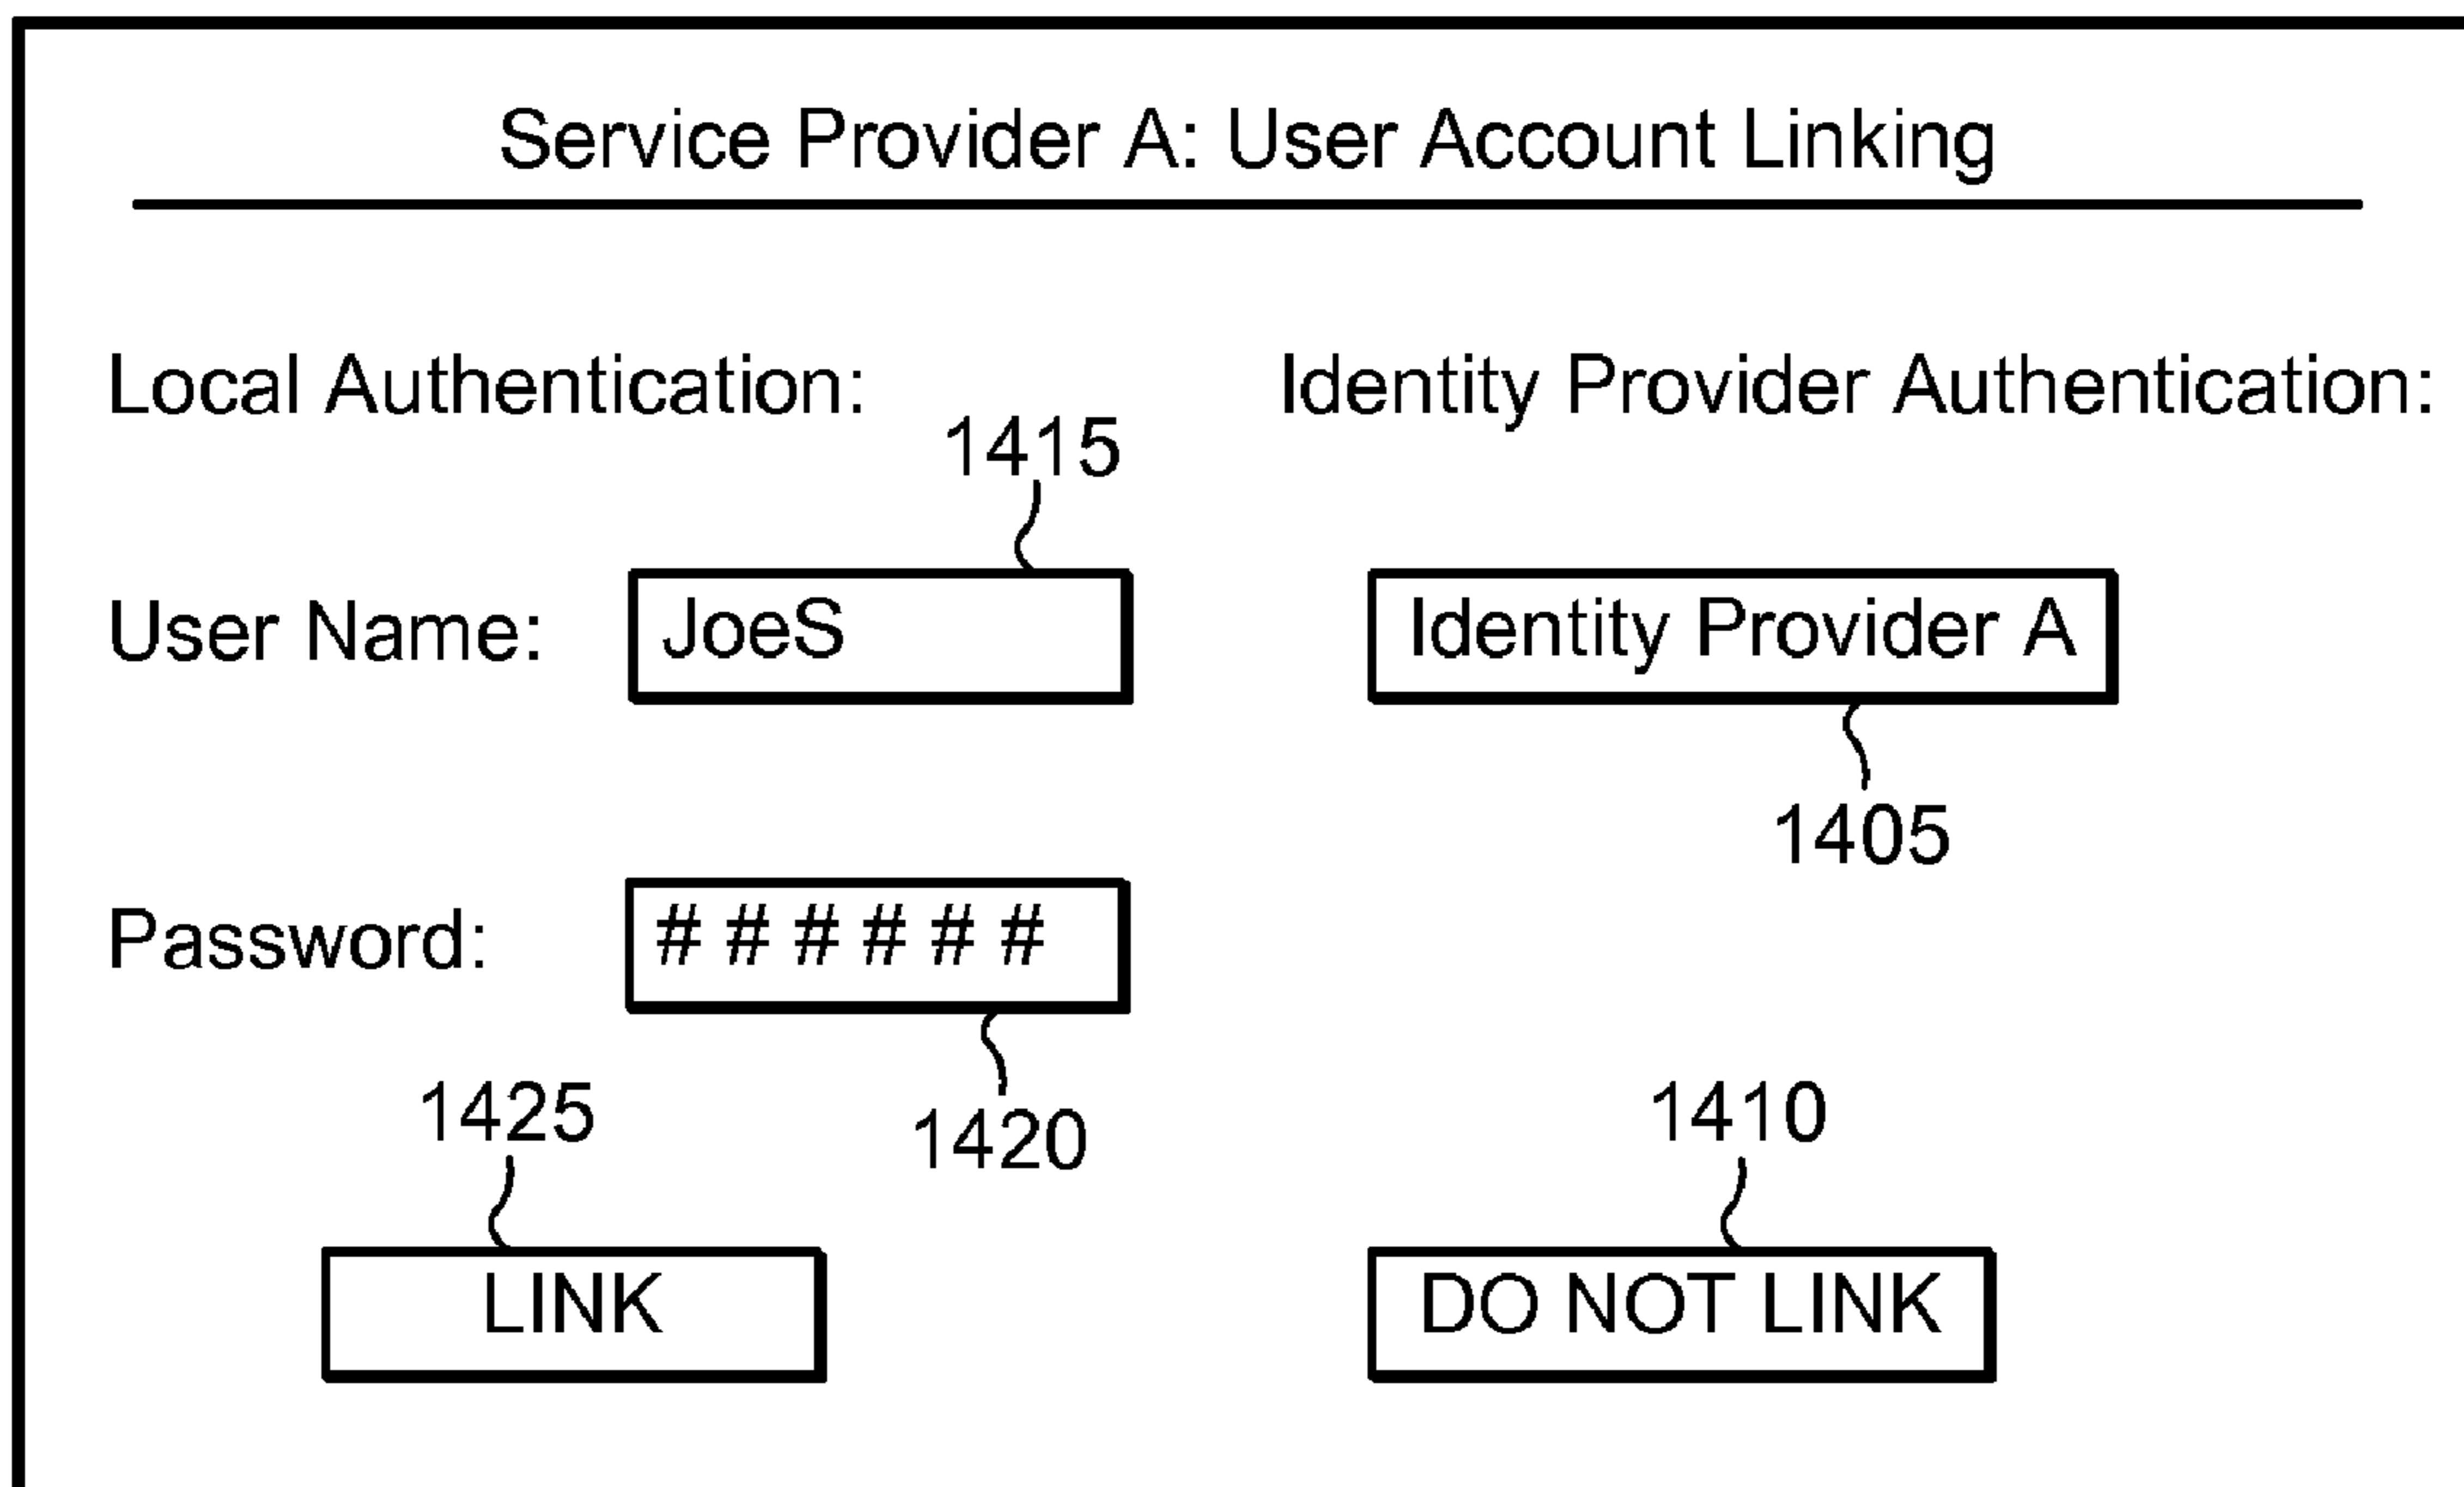 Service Provider A: User Account Linking
Local Authentication: Identity Provider Authentication:
1415
User Name: JoeS Identity Provider A
1405
Password: # # # # # #
1425 1420 1410
LINK DO NOT LINK